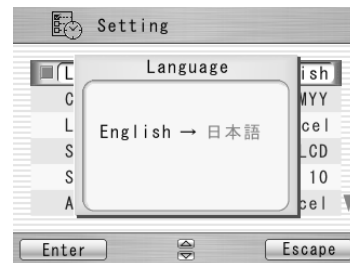 Setting
Language
English → 日本語
L
ish
C
MYY
L
cel
S
LCD
S
10
A
cel
Enter
Escape